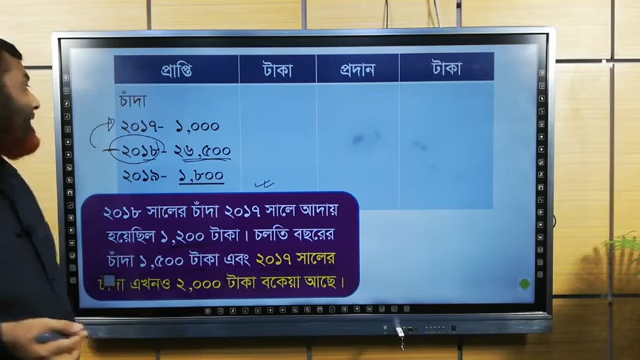 প্রাপ্তি টাকা প্রদান টাকা
চাঁদা
২০১৭- ১,০০০
২০১৮- ২৬,৫০০
২০১৯- ১,৮০০
২০১৮ সালের চাঁদা ২০১৭ সালে আদায়
হয়েছিল ১,২০০ টাকা। চলতি বছরের
চাঁদা ১,৫০০ টাকা এবং ২০১৭ সালের
চাঁদা এখনও ২,০০০ টাকা বকেয়া আছে।